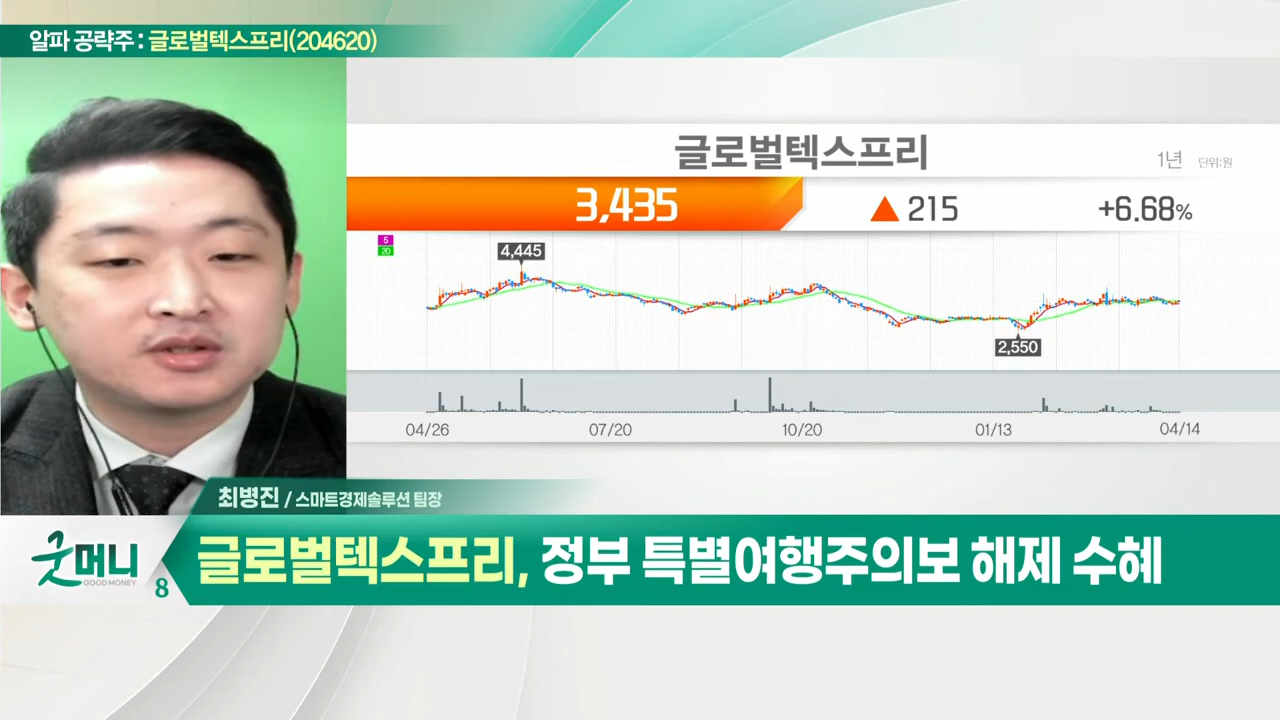 알파 공략주 : 글로벌텍스프리(204620)
글로벌텍스프리
1년 단위:원
3,435 ▲ 215 +6.68%
5
20
4,445
2,550
04/26 07/20 10/20 01/13 04/14
최병진 / 스마트경제솔루션 팀장
굿머니
GOOD MONEY
8
글로벌텍스프리, 정부 특별여행주의보 해제 수혜